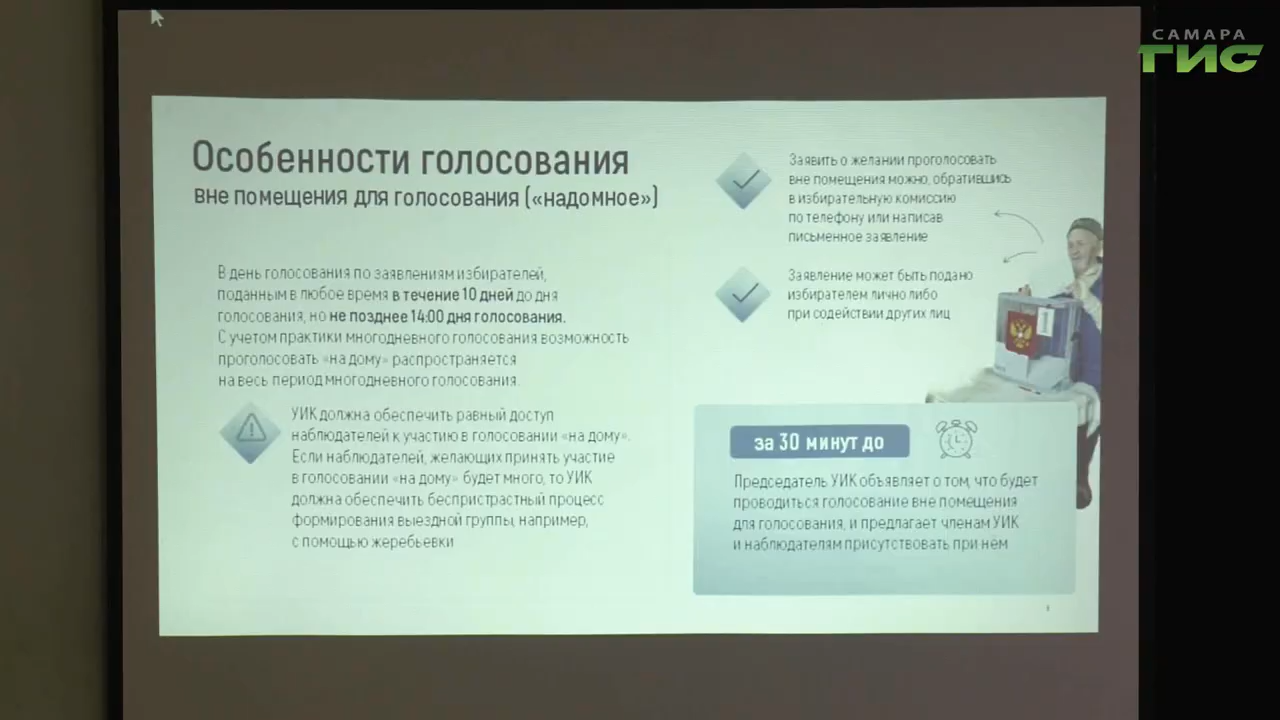 САМАРА
ГИС
Особенности голосования
вне помещения для голосования («надомное»)
В день голосования по заявлениям избирателей,
поданным в любое время в течение 10 дней до дня
голосования, но не позднее 14:00 дня голосования.
С учетом практики многодневного голосования возможность
проголосовать «на дому» распространяется
на весь период многодневного голосования.
УИК должна обеспечить равный доступ
наблюдателей к участию в голосовании «на дому».
Если наблюдателей, желающих принять участие
в голосовании «на дому» будет много, то УИК
должна обеспечить беспристрастный процесс
формирования выездной группы, например,
с помощью жеребьевки
Заявить о желании проголосовать
вне помещения можно, обратившись
в избирательную комиссию
по телефону или написав
письменное заявление
Заявление может быть подано
избирателем лично либо
при содействии других лиц
за 30 минут до
Председатель УИК объявляет о том, что будет
проводиться голосование вне помещения
для голосования, и предлагает членам УИК
и наблюдателям присутствовать при нём